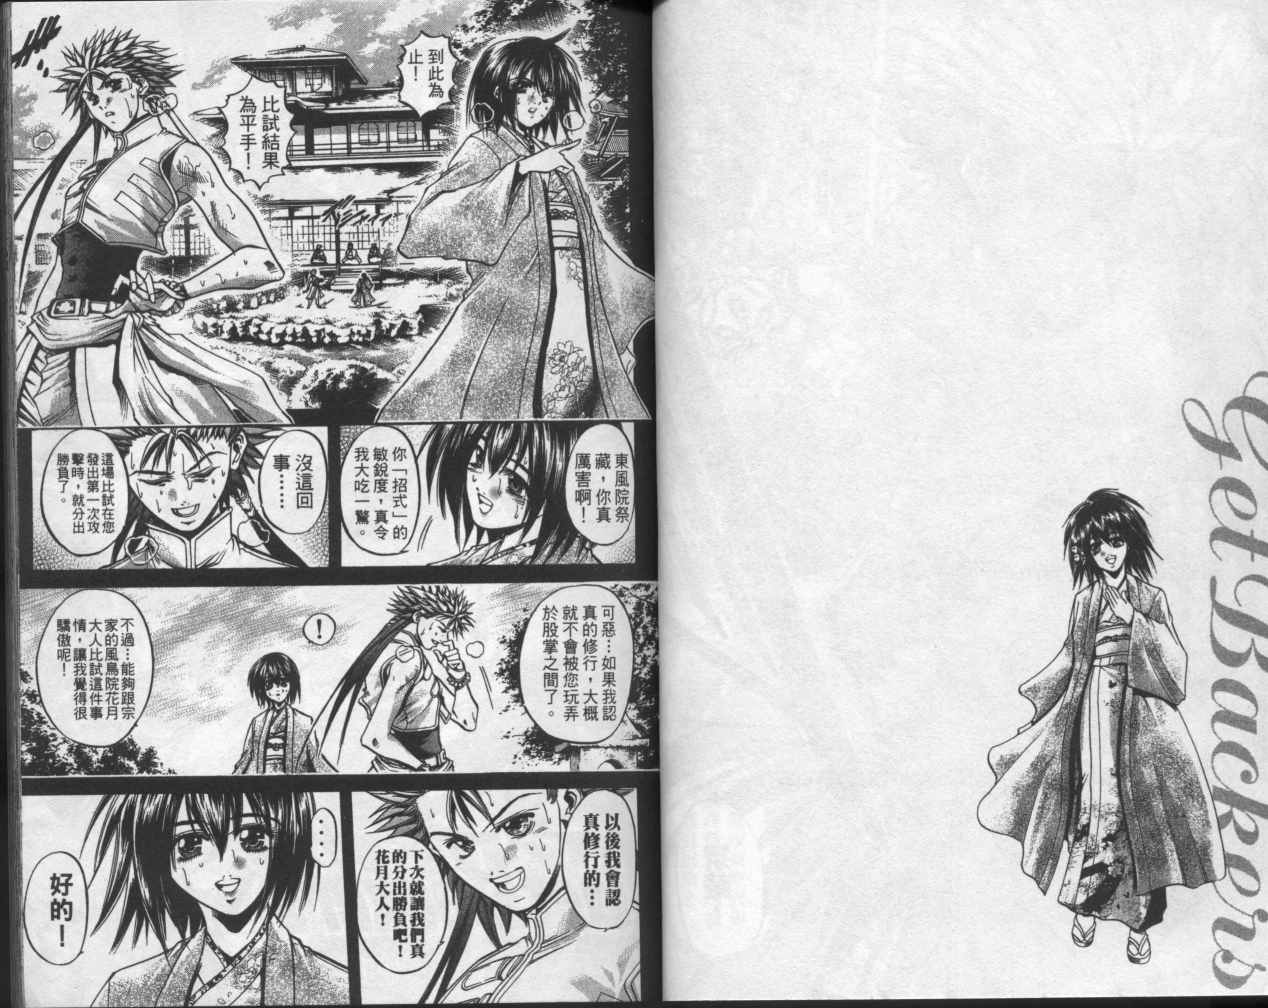 GetBackers
到此為
止！
比試結果
為平手！
東風院祭
藏，你真
厲害啊！
你「招式」的
敏銳度，真令
我大吃一驚。
沒這回
事……
這場比試在您
發出第一次攻
擊時，就分出
勝負了。
可惡…如果我認
真的修行，大概
就不會被您玩弄
於股掌之間了。
！
不過…能夠跟宗
家的風鳥院花月
大人比試這件事
情，讓我覺得很
驕傲呢！
以後我會認
真修行的…
下次就讓我們真
的分出勝負吧！
花月大人！
…
好的！